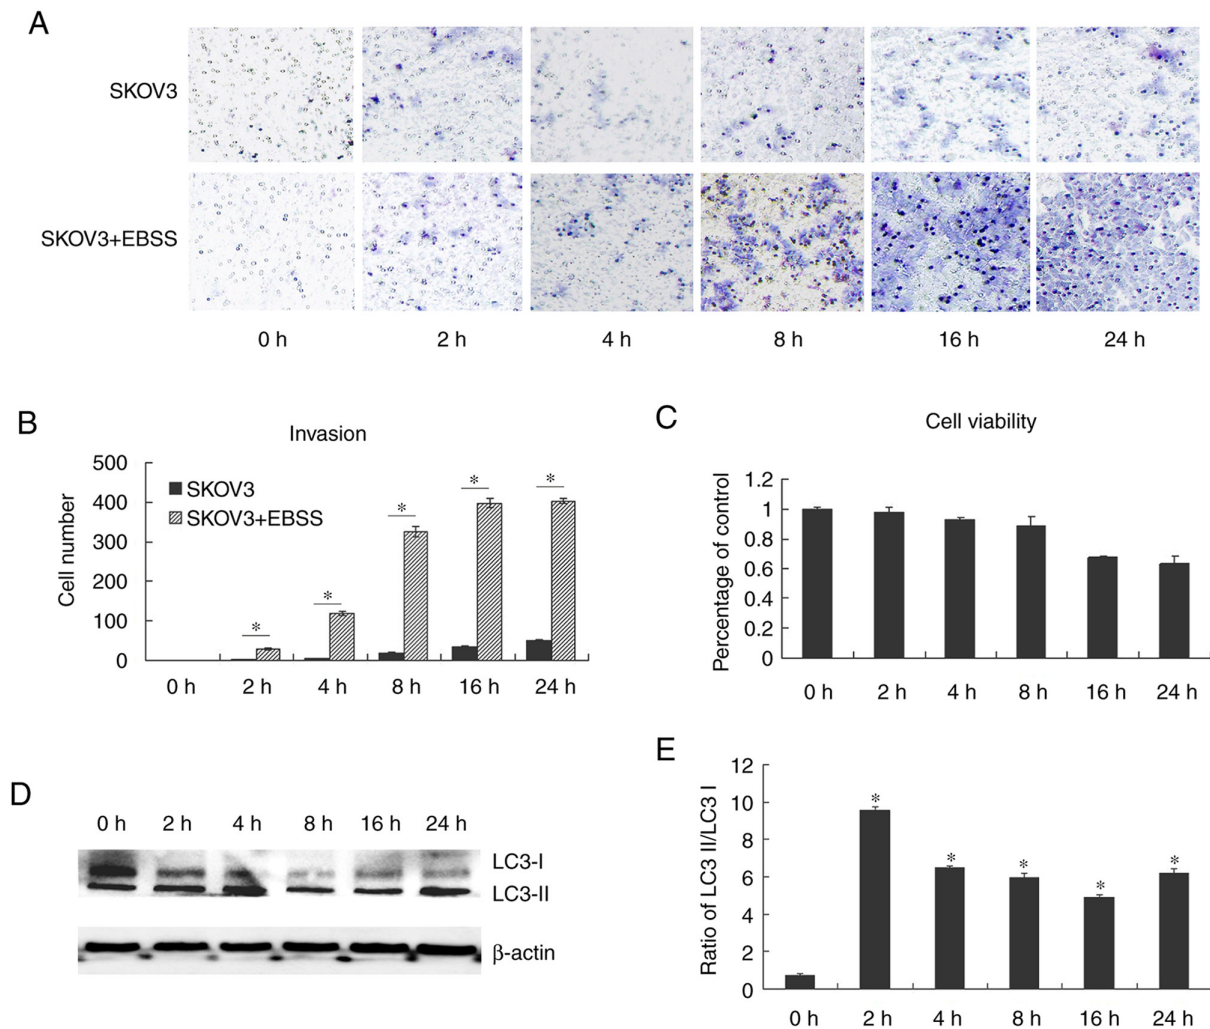 A
SKOV3
SKOV3+EBSS
0 h 2 h 4 h 8 h 16 h 24 h
B
Invasion
Cell number
500
400
300
200
100
0
SKOV3
SKOV3+EBSS
* * * * *
0 h 2 h 4 h 8 h 16 h 24 h
C
Cell viability
Percentage of control
1.2
1
0.8
0.6
0.4
0.2
0
0 h 2 h 4 h 8 h 16 h 24 h
D
0 h 2 h 4 h 8 h 16 h 24 h
LC3-I
LC3-II
β-actin
E
Ratio of LC3 II/LC3 I
12
10
8
6
4
2
0
* * * * *
0 h 2 h 4 h 8 h 16 h 24 h